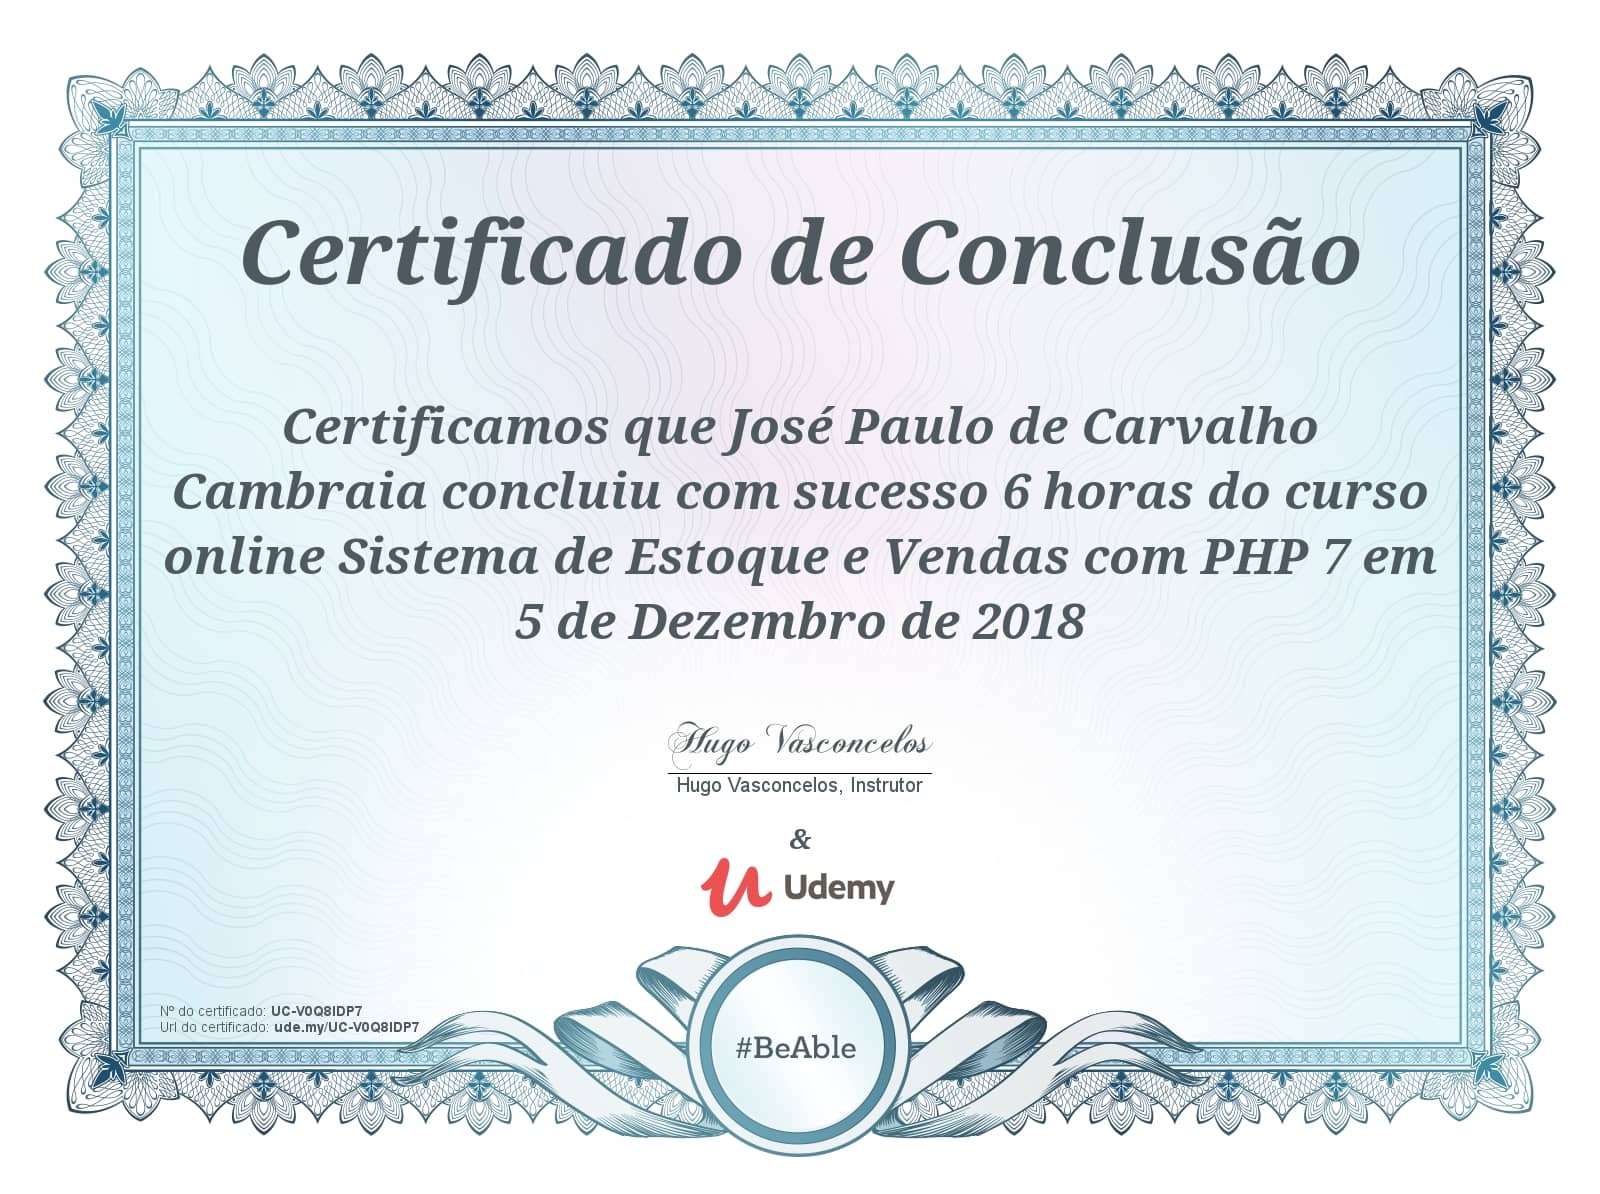 Certificado de Conclusão
Certificamos que José Paulo de Carvalho
Cambraia concluiu com sucesso 6 horas do curso
online Sistema de Estoque e Vendas com PHP 7 em
5 de Dezembro de 2018
Hugo Vasconcelos
Hugo Vasconcelos, Instrutor
&
Udemy
Nº do certificado: UC-V0Q8IDP7
Url do certificado: ude.my/UC-V0Q8IDP7
#BeAble